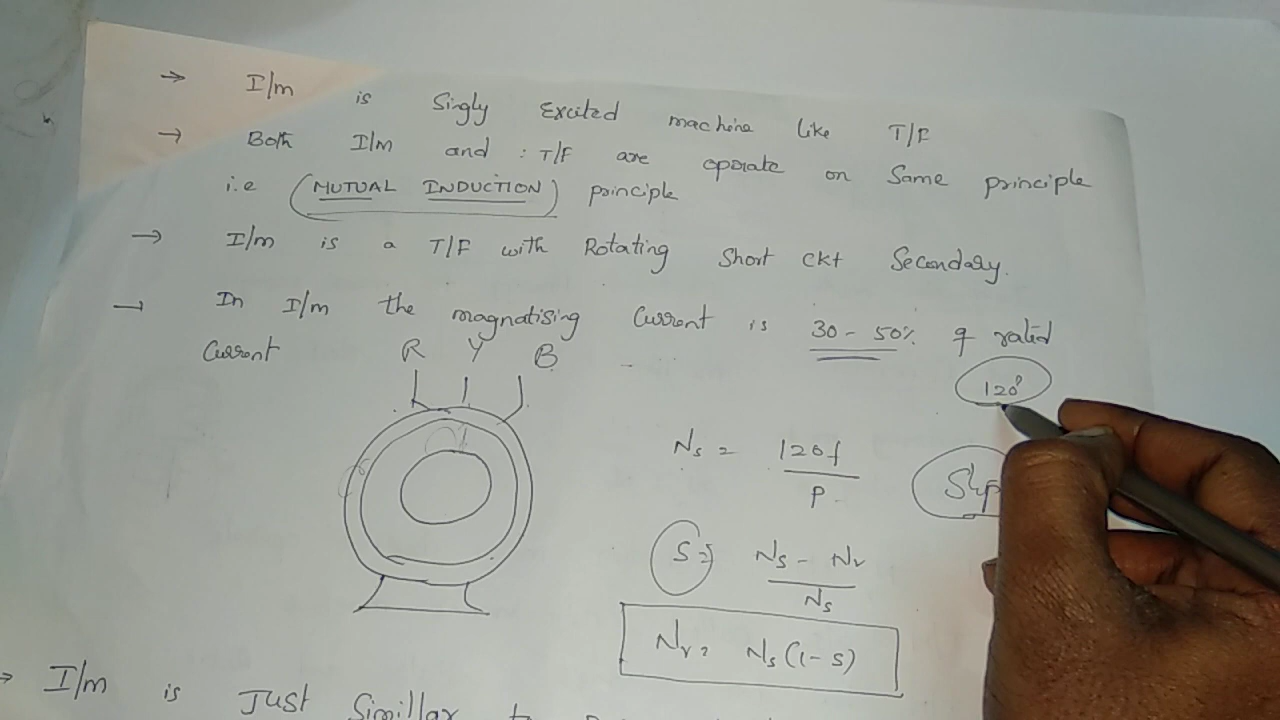 → I/m is Singly Excited machine like T/F
→ Both I/m and : T/F are operate on Same principle
i.e (MUTUAL INDUCTION) principle
→ I/m is a T/F with Rotating Short ckt Secondary.
→ In I/m the magnatising Current is 30 - 50% of rated
Current
R Y B
120°
Ns = 120f / P
Slip
S = Ns - Nr / Ns
Nr = Ns (1 - s)
→ I/m is Just Simillar to